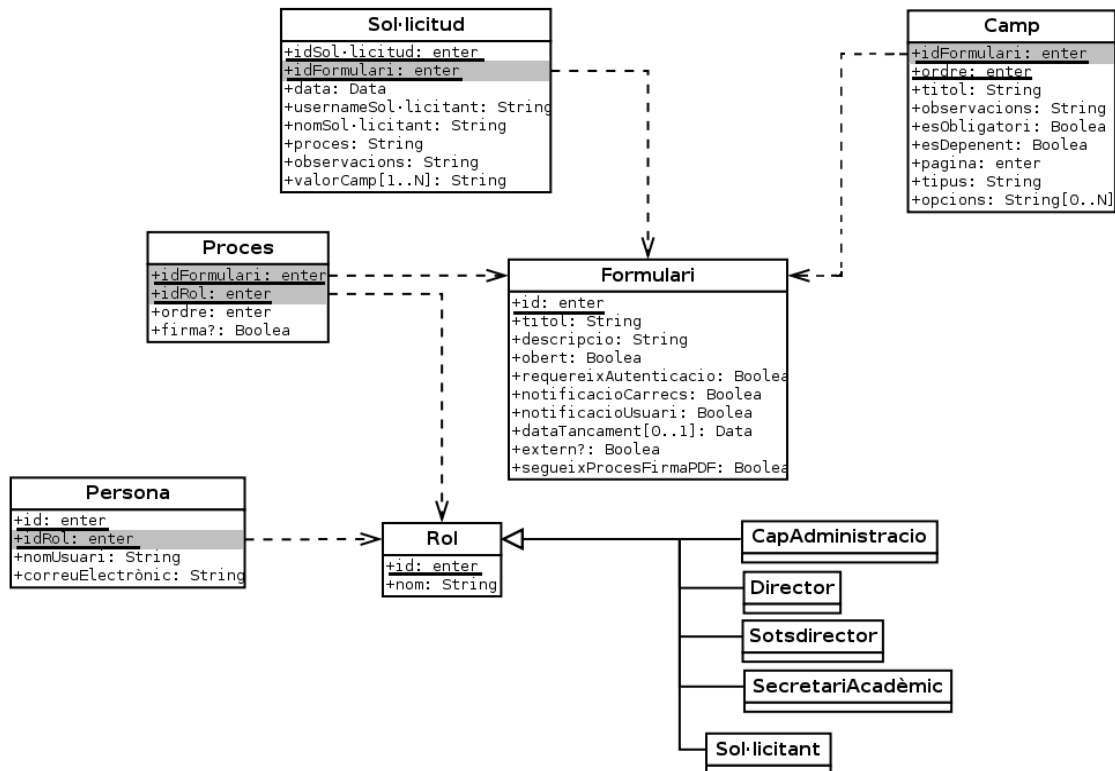 Sol·licitud
+idSol·licitud: enter
+idFormulari: enter
+data: Data
+usernameSol·licitant: String
+nomSol·licitant: String
+proces: String
+observacions: String
+valorCamp[1..N]: String
Camp
+idFormulari: enter
+ordre: enter
+titol: String
+observacions: String
+esObligatori: Boolea
+esDepenent: Boolea
+pagina: enter
+tipus: String
+opcions: String[0..N]
Proces
+idFormulari: enter
+idRol: enter
+ordre: enter
+firma?: Boolea
Formulari
+id: enter
+titol: String
+descripcio: String
+obert: Boolea
+requereixAutenticacio: Boolea
+notificacioCarrecs: Boolea
+notificacioUsuari: Boolea
+dataTancament[0..1]: Data
+extern?: Boolea
+segueixProcesFirmaPDF: Boolea
Persona
+id: enter
+idRol: enter
+nomUsuari: String
+correuElectrònic: String
Rol
+id: enter
+nom: String
CapAdministracio
Director
Sotsdirector
SecretariAcadèmic
Sol·licitant